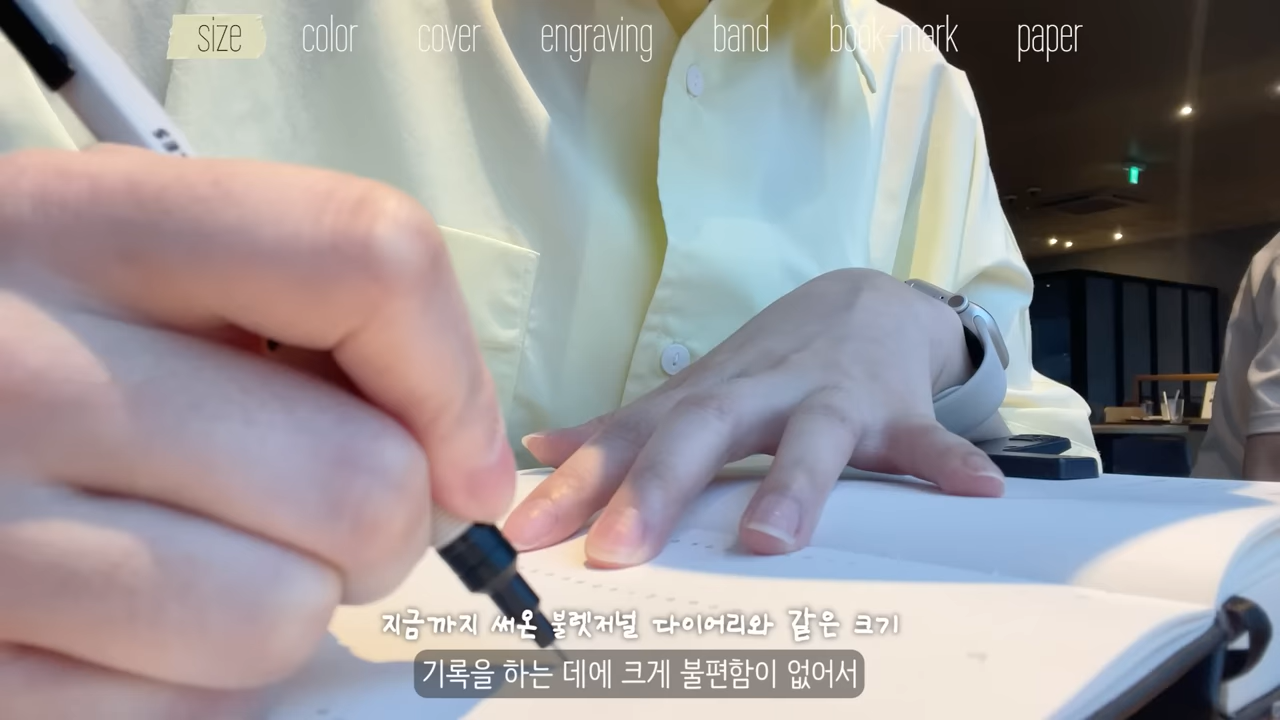 size color cover engraving band book-mark paper
지금까지 써온 불렛저널 다이어리와 같은 크기
기록을 하는 데에 크게 불편함이 없어서